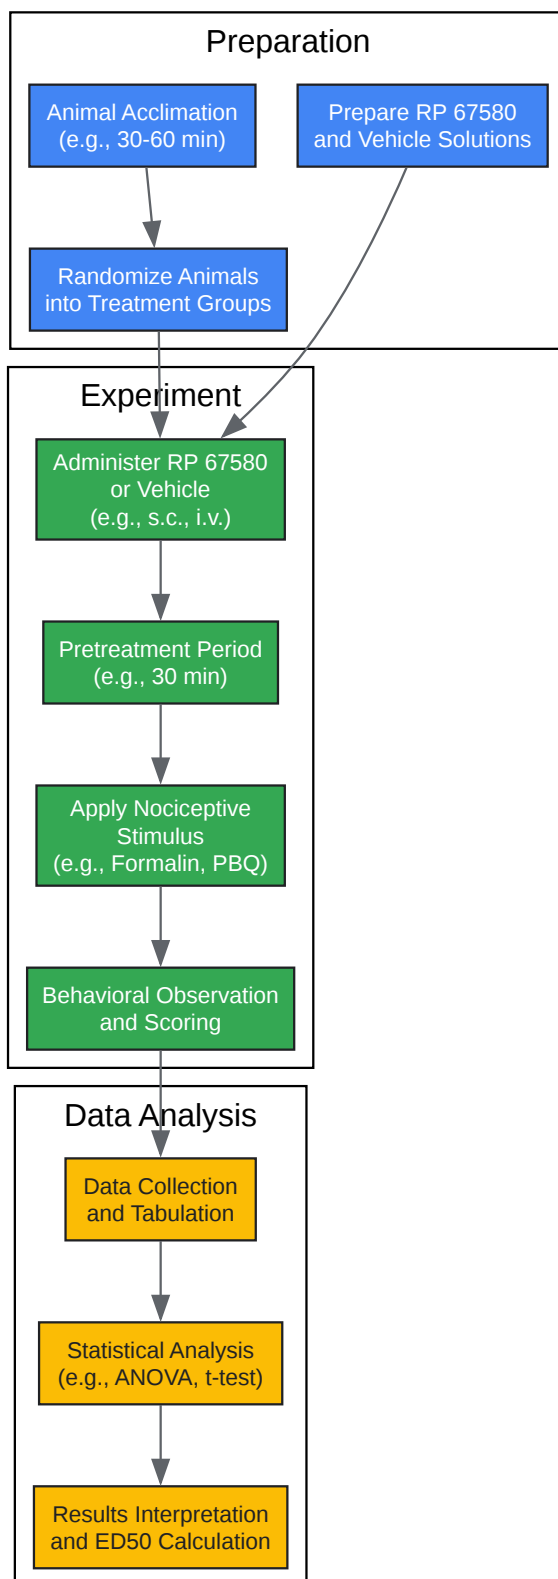 Preparation
Animal Acclimation
(e.g., 30-60 min)
Prepare RP 67580
and Vehicle Solutions
Randomize Animals
into Treatment Groups
Experiment
Administer RP 67580
or Vehicle
(e.g., s.c., i.v.)
Pretreatment Period
(e.g., 30 min)
Apply Nociceptive
Stimulus
(e.g., Formalin, PBQ)
Behavioral Observation
and Scoring
Data Analysis
Data Collection
and Tabulation
Statistical Analysis
(e.g., ANOVA, t-test)
Results Interpretation
and ED50 Calculation